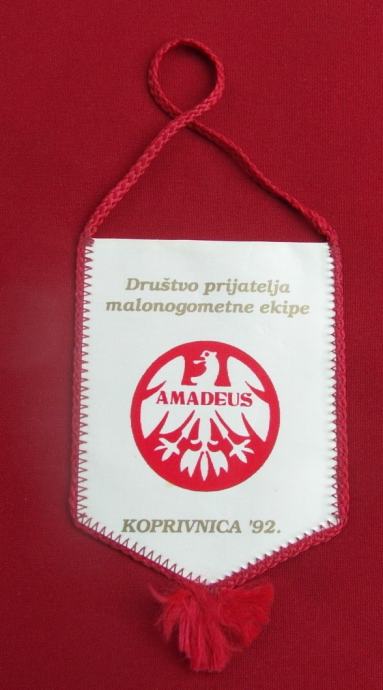 Društvo prijatelja
malonogometne ekipe
AMADEUS
KOPRIVNICA '92.